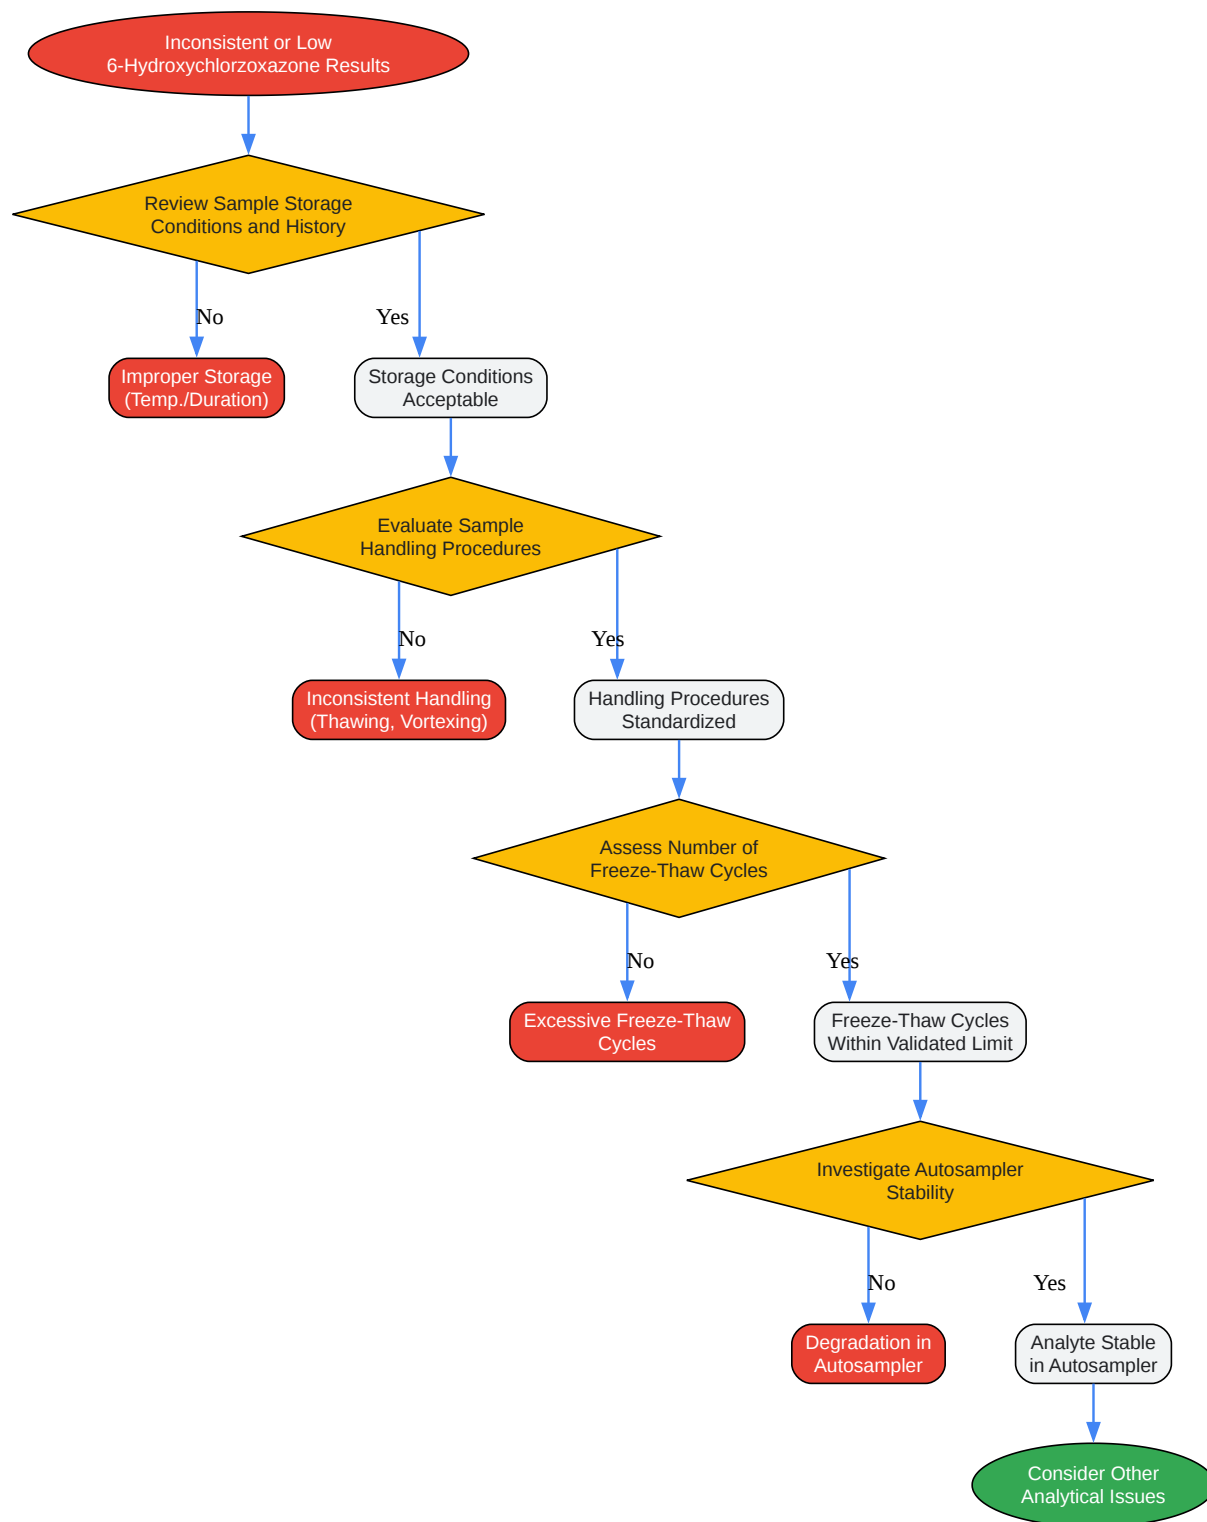 Inconsistent or Low
6-Hydroxychlorzoxazone Results
Review Sample Storage
Conditions and History
No
Yes
Improper Storage
(Temp./Duration)
Storage Conditions
Acceptable
Evaluate Sample
Handling Procedures
No
Yes
Inconsistent Handling
(Thawing, Vortexing)
Handling Procedures
Standardized
Assess Number of
Freeze-Thaw Cycles
No
Yes
Excessive Freeze-Thaw
Cycles
Freeze-Thaw Cycles
Within Validated Limit
Investigate Autosampler
Stability
No
Yes
Degradation in
Autosampler
Analyte Stable
in Autosampler
Consider Other
Analytical Issues